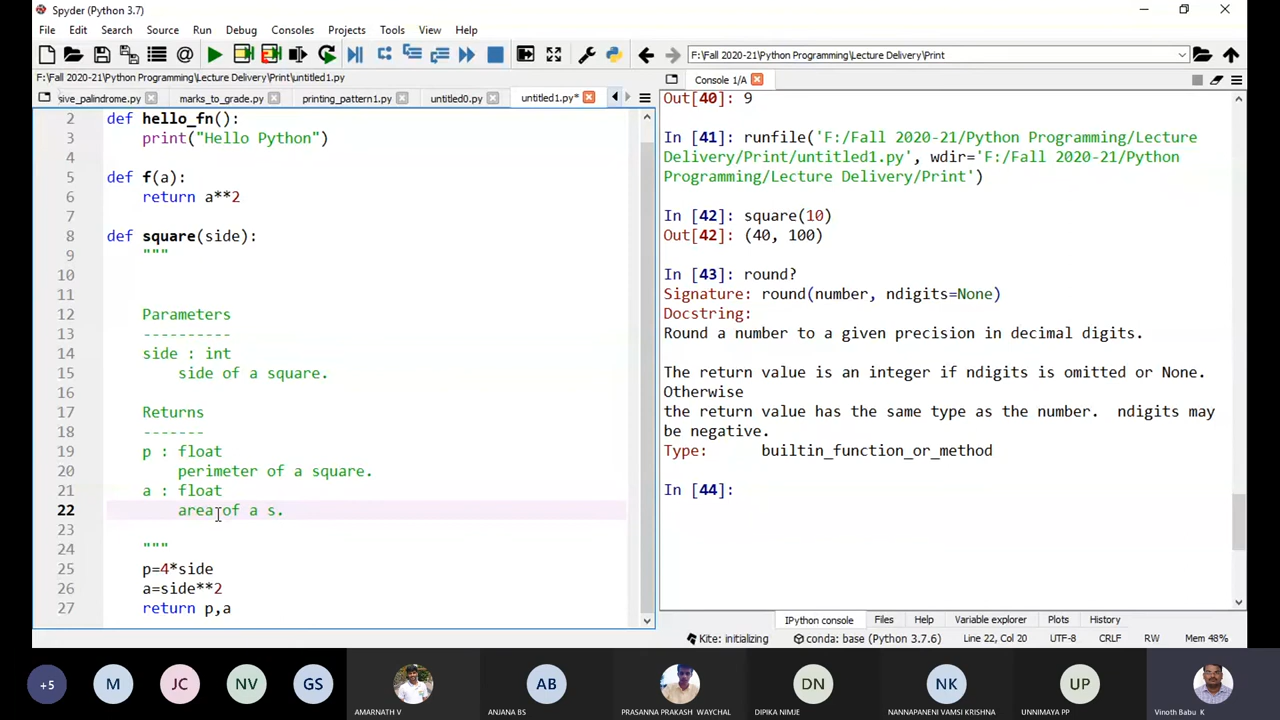 Spyder (Python 3.7)
File Edit Search Source Run Debug Consoles Projects Tools View Help
F:\Fall 2020-21\Python Programming\Lecture Delivery\Print
F:\Fall 2020-21\Python Programming\Lecture Delivery\Print\untitled1.py
sive_palindrome.py marks_to_grade.py printing_pattern1.py untitled0.py untitled1.py*
2 def hello_fn():
3 print("Hello Python")
4
5 def f(a):
6 return a**2
7
8 def square(side):
9 """
10
11
12 Parameters
13 ----------
14 side : int
15 side of a square.
16
17 Returns
18 -------
19 p : float
20 perimeter of a square.
21 a : float
22 area of a s.
23
24 """
25 p=4*side
26 a=side**2
27 return p,a
Console 1/A
Out[40]: 9
In [41]: runfile('F:/Fall 2020-21/Python Programming/Lecture
Delivery/Print/untitled1.py', wdir='F:/Fall 2020-21/Python
Programming/Lecture Delivery/Print')
In [42]: square(10)
Out[42]: (40, 100)
In [43]: round?
Signature: round(number, ndigits=None)
Docstring:
Round a number to a given precision in decimal digits.
The return value is an integer if ndigits is omitted or None.
Otherwise
the return value has the same type as the number.  ndigits may
be negative.
Type: builtin_function_or_method
In [44]:
IPython console Files Help Variable explorer Plots History
Kite: initializing conda: base (Python 3.7.6) Line 22, Col 20 UTF-8 CRLF RW Mem 48%
+5 M JC NV GS AB DN NK UP
AMARNATH V ANJANA BS PRASANNA PRAKASH WAYCHAL DIPIKA NIMJE NANNAPANENI VAMSI KRISHNA UNNIMAYA PP Vinoth Babu K